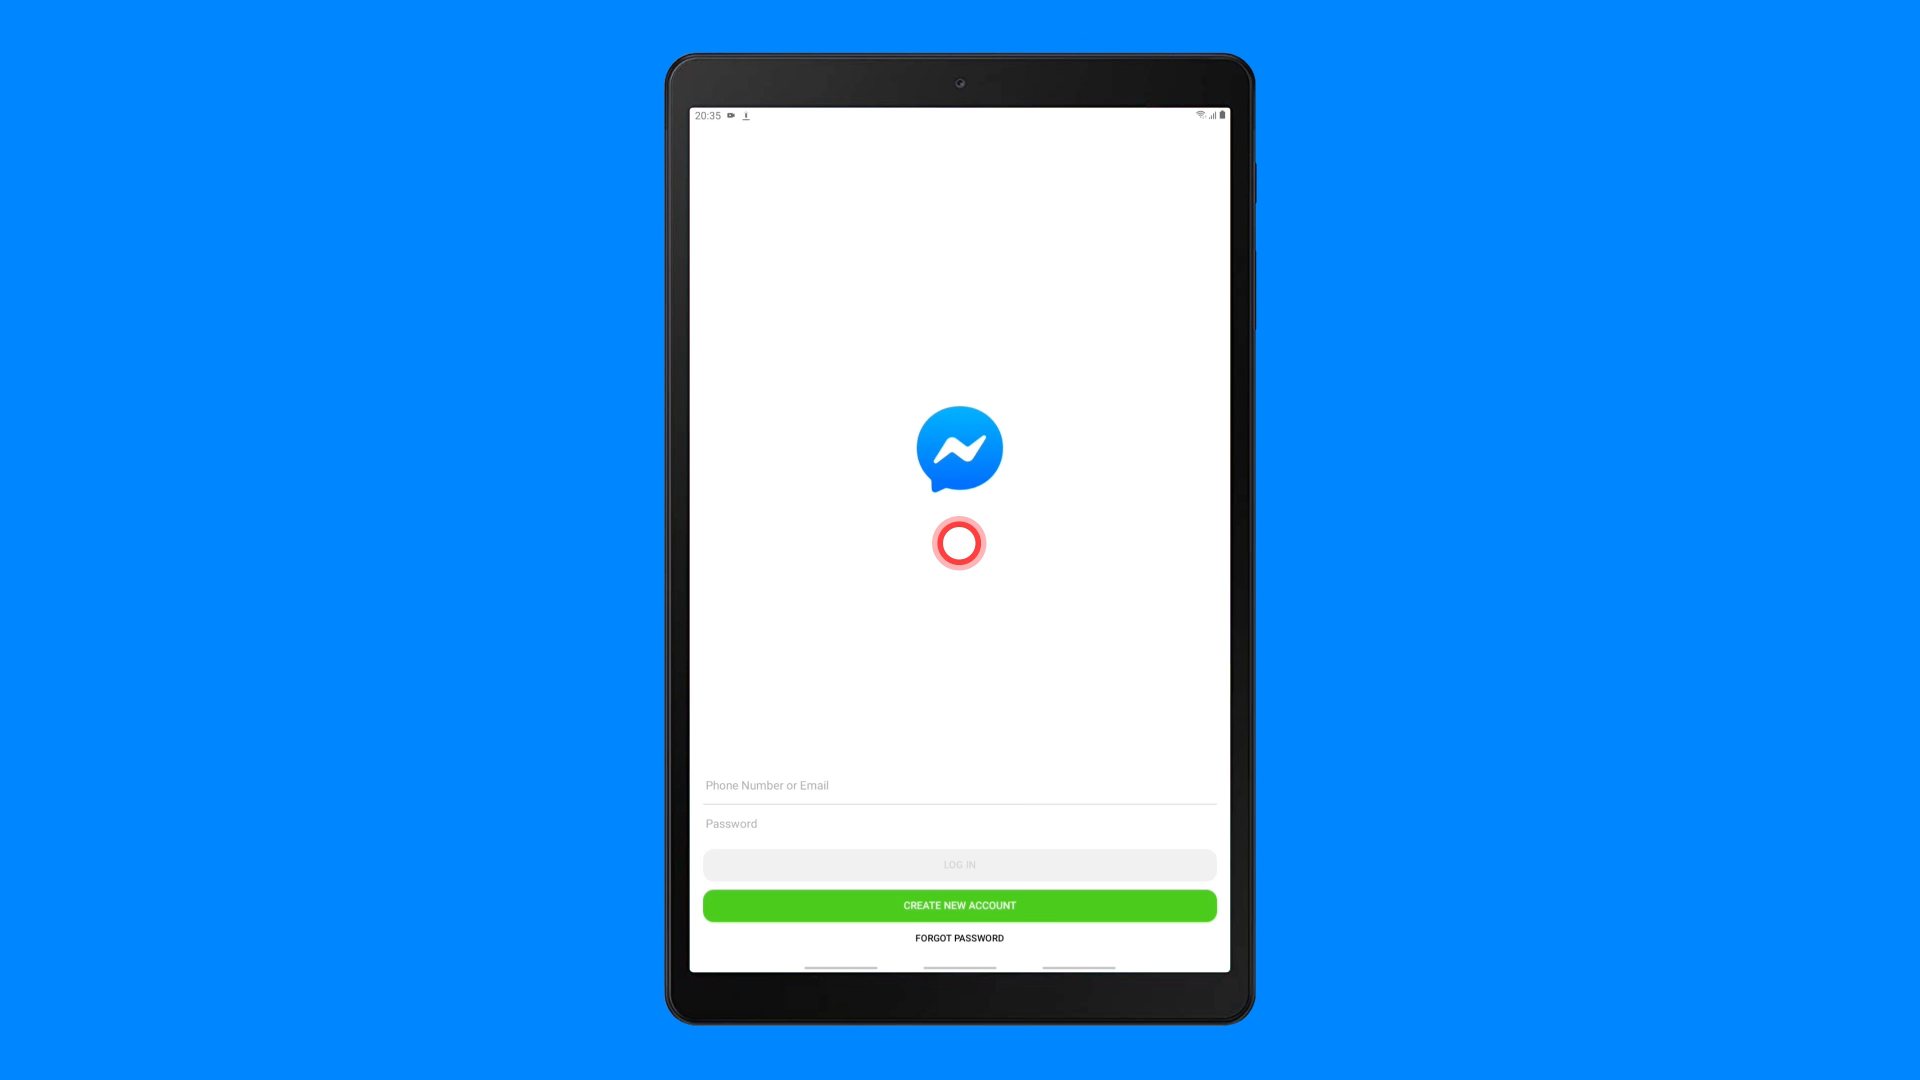 20:35
Phone Number or Email
Password
LOG IN
CREATE NEW ACCOUNT
FORGOT PASSWORD